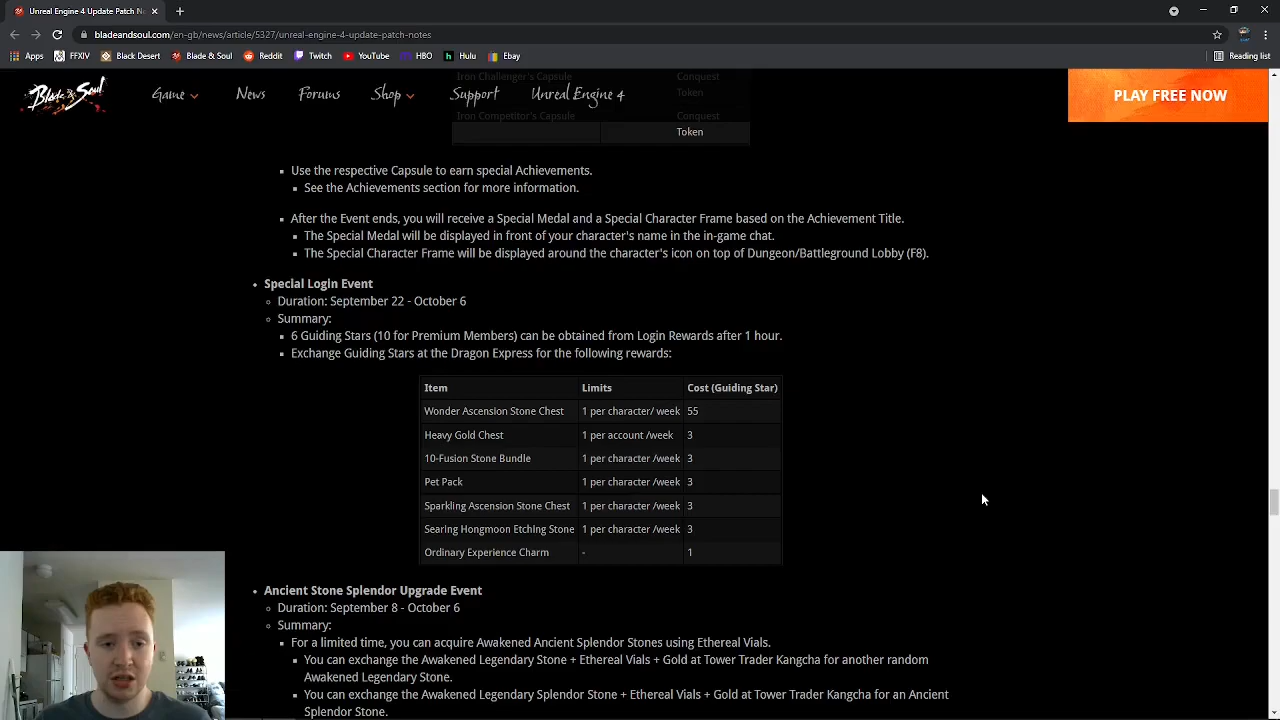 Unreal Engine 4 Update Patch No
bladeandsoul.com/en-gb/news/article/5327/unreal-engine-4-update-patch-notes
Apps FFXIV Black Desert Blade & Soul Reddit Twitch YouTube HBO Hulu Ebay Reading list
Blade & Soul Game News Forums Shop Support Unreal Engine 4 PLAY FREE NOW
Iron Challenger's Capsule Conquest
Token
Iron Competitor's Capsule Conquest
Token
Use the respective Capsule to earn special Achievements.
See the Achievements section for more information.
After the Event ends, you will receive a Special Medal and a Special Character Frame based on the Achievement Title.
The Special Medal will be displayed in front of your character's name in the in-game chat.
The Special Character Frame will be displayed around the character's icon on top of Dungeon/Battleground Lobby (F8).
Special Login Event
Duration: September 22 - October 6
Summary:
6 Guiding Stars (10 for Premium Members) can be obtained from Login Rewards after 1 hour.
Exchange Guiding Stars at the Dragon Express for the following rewards:
Item Limits Cost (Guiding Star)
Wonder Ascension Stone Chest 1 per character/ week 55
Heavy Gold Chest 1 per account /week 3
10-Fusion Stone Bundle 1 per character /week 3
Pet Pack 1 per character /week 3
Sparkling Ascension Stone Chest 1 per character /week 3
Searing Hongmoon Etching Stone 1 per character /week 3
Ordinary Experience Charm - 1
Ancient Stone Splendor Upgrade Event
Duration: September 8 - October 6
Summary:
For a limited time, you can acquire Awakened Ancient Splendor Stones using Ethereal Vials.
You can exchange the Awakened Legendary Stone + Ethereal Vials + Gold at Tower Trader Kangcha for another random
Awakened Legendary Stone.
You can exchange the Awakened Legendary Splendor Stone + Ethereal Vials + Gold at Tower Trader Kangcha for an Ancient
Splendor Stone.